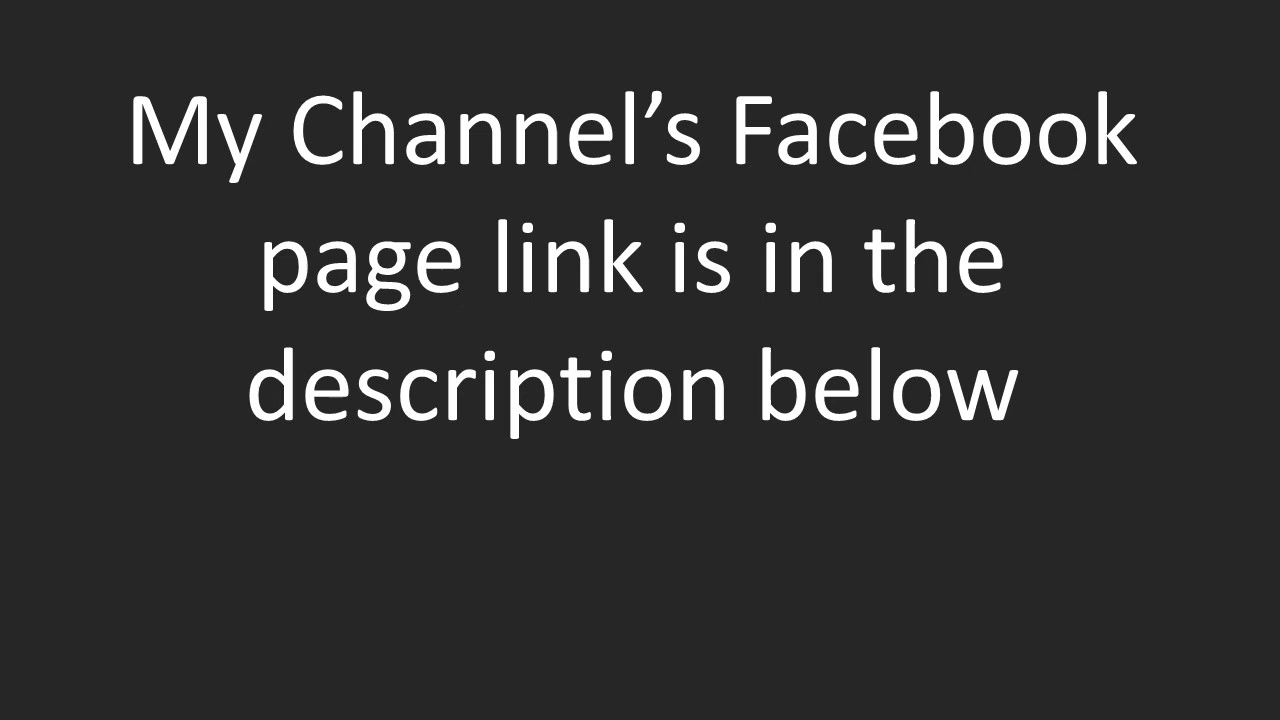 My Channel’s Facebook
page link is in the
description below